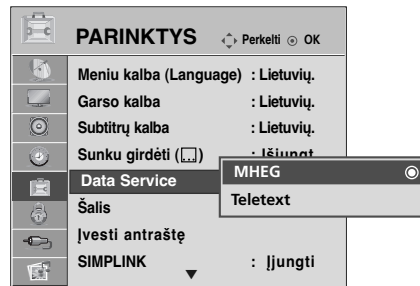 PARINKTYS Perkelti OK
Meniu kalba (Language) : Lietuvių.
Garso kalba : Lietuvių.
Subtitrų kalba : Lietuvių.
Sunku girdėti (...) : Išjungt
Data Service
MHEG
Teletext
Šalis
Įvesti antraštę
SIMPLINK : Įjungti